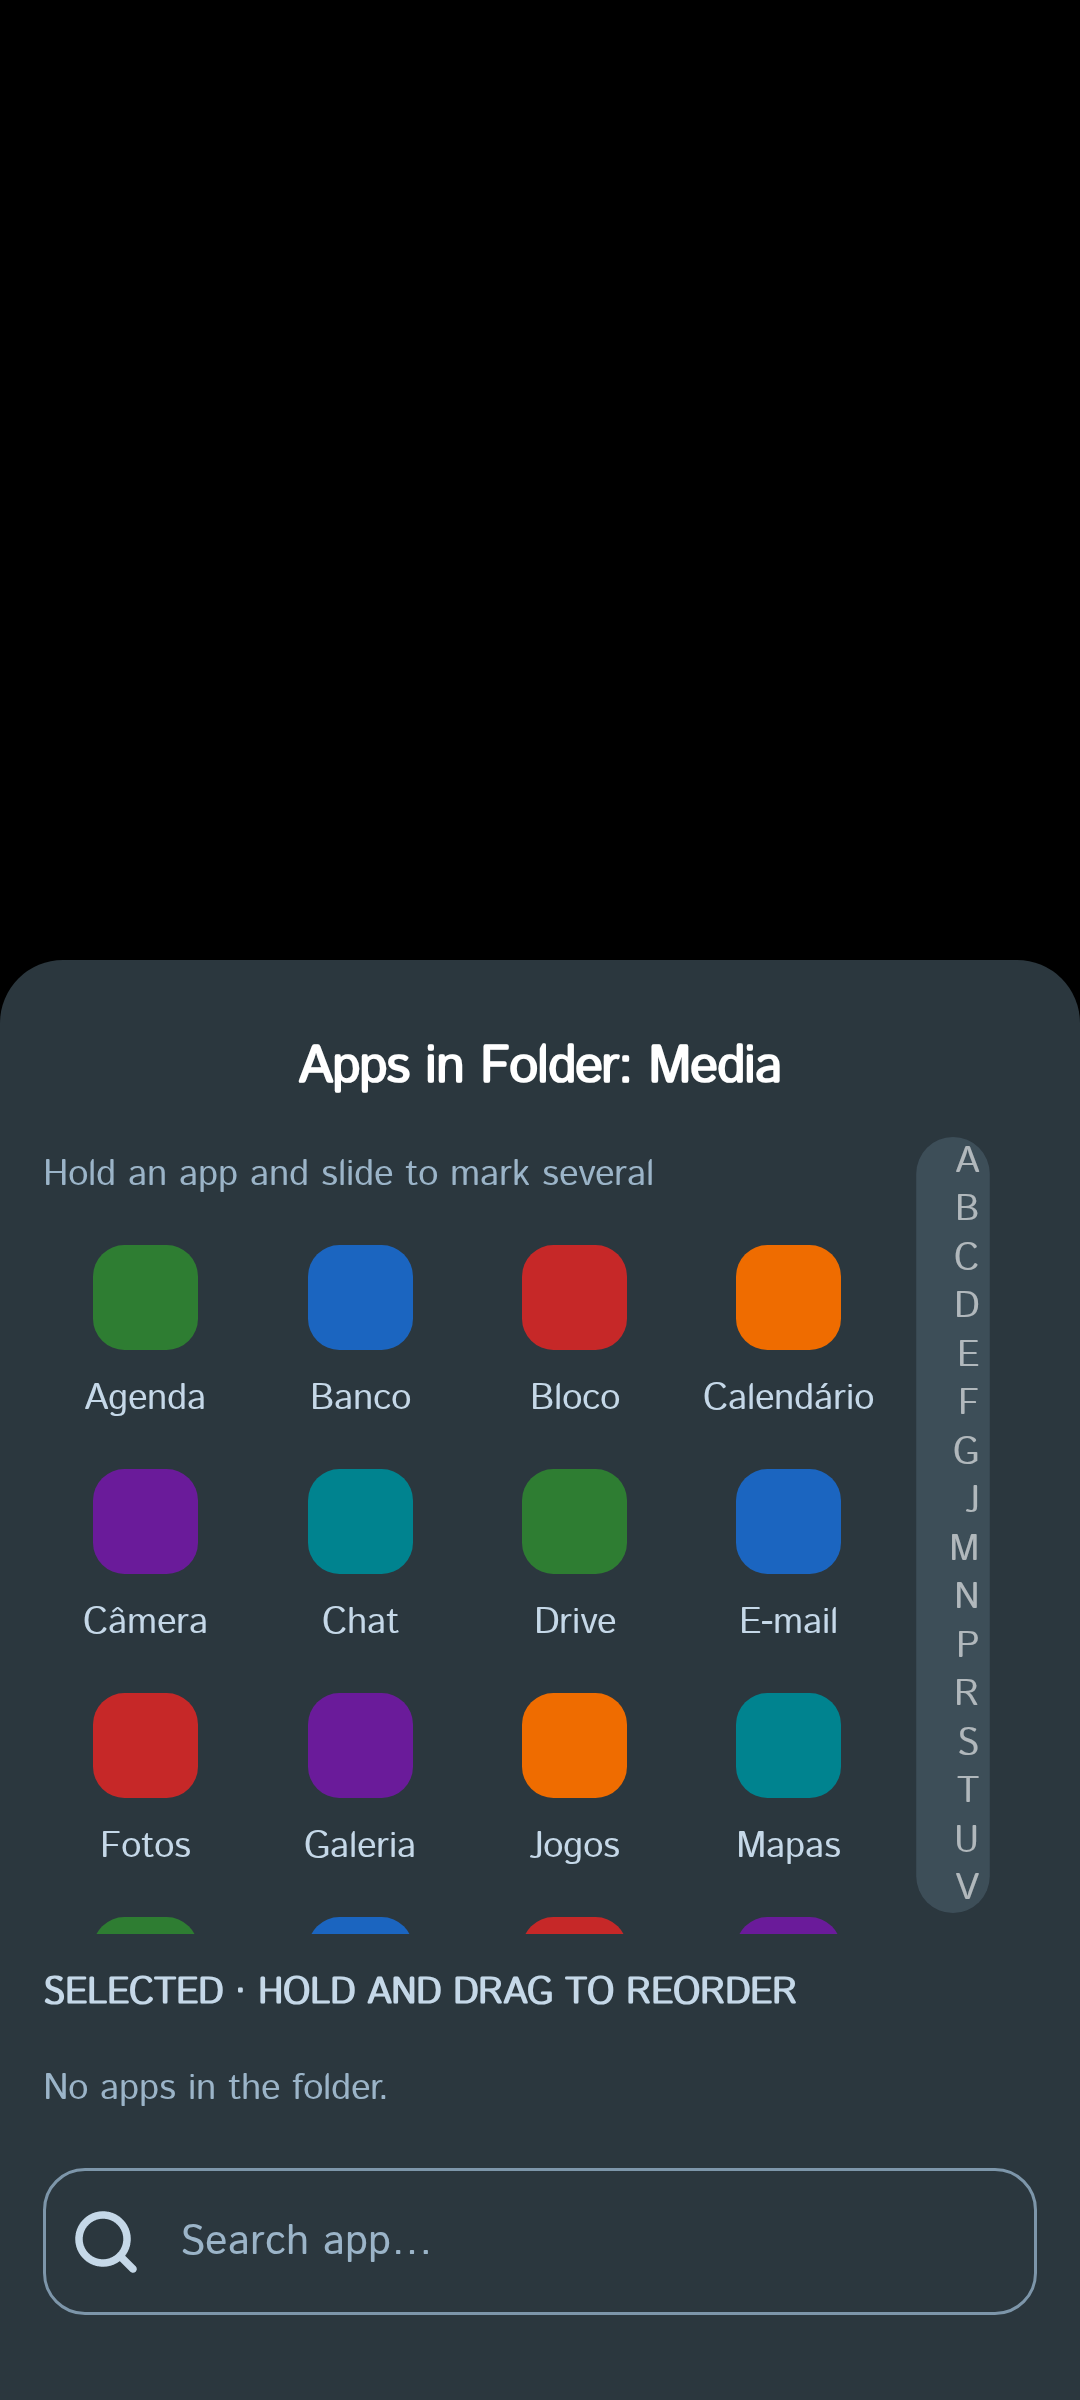 Apps in Folder: Media
Hold an app and slide to mark several
Agenda Banco Bloco Calendário
Câmera Chat Drive E-mail
Fotos Galeria Jogos Mapas
A
B
C
D
E
F
G
J
M
N
P
R
S
T
U
V
SELECTED · HOLD AND DRAG TO REORDER
No apps in the folder.
Search app...